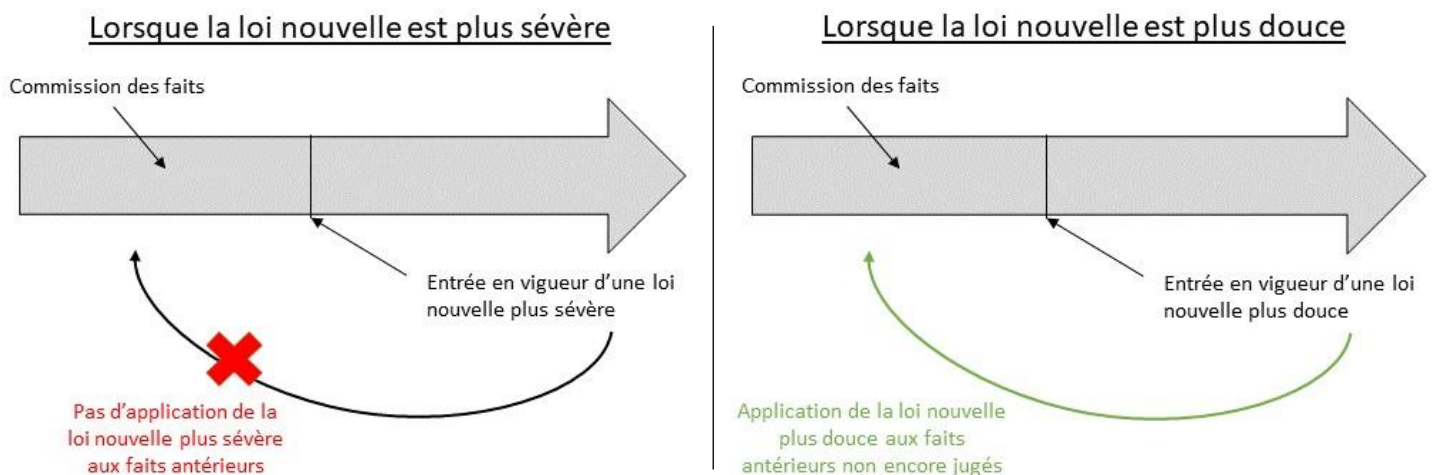 Lorsque la loi nouvelle est plus sévère
Commission des faits
Entrée en vigueur d’une loi
nouvelle plus sévère
Pas d’application de la
loi nouvelle plus sévère
aux faits antérieurs
Lorsque la loi nouvelle est plus douce
Commission des faits
Entrée en vigueur d’une loi
nouvelle plus douce
Application de la loi nouvelle
plus douce aux faits
antérieurs non encore jugés